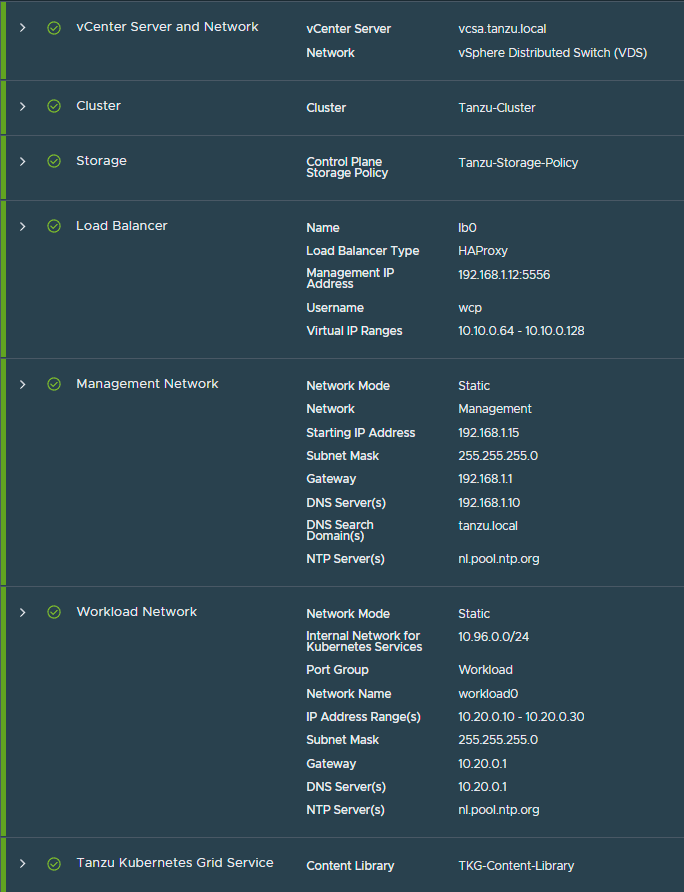 vCenter Server and Network vCenter Server vcsa.tanzu.local
Network vSphere Distributed Switch (VDS)
Cluster Cluster Tanzu-Cluster
Storage Control Plane Tanzu-Storage-Policy
Storage Policy
Load Balancer Name lb0
Load Balancer Type HAProxy
Management IP 192.168.1.12:5556
Address
Username wcp
Virtual IP Ranges 10.10.0.64 - 10.10.0.128
Management Network Network Mode Static
Network Management
Starting IP Address 192.168.1.15
Subnet Mask 255.255.255.0
Gateway 192.168.1.1
DNS Server(s) 192.168.1.10
DNS Search tanzu.local
Domain(s)
NTP Server(s) nl.pool.ntp.org
Workload Network Network Mode Static
Internal Network for 10.96.0.0/24
Kubernetes Services
Port Group Workload
Network Name workload0
IP Address Range(s) 10.20.0.10 - 10.20.0.30
Subnet Mask 255.255.255.0
Gateway 10.20.0.1
DNS Server(s) 10.20.0.1
NTP Server(s) nl.pool.ntp.org
Tanzu Kubernetes Grid Service Content Library TKG-Content-Library